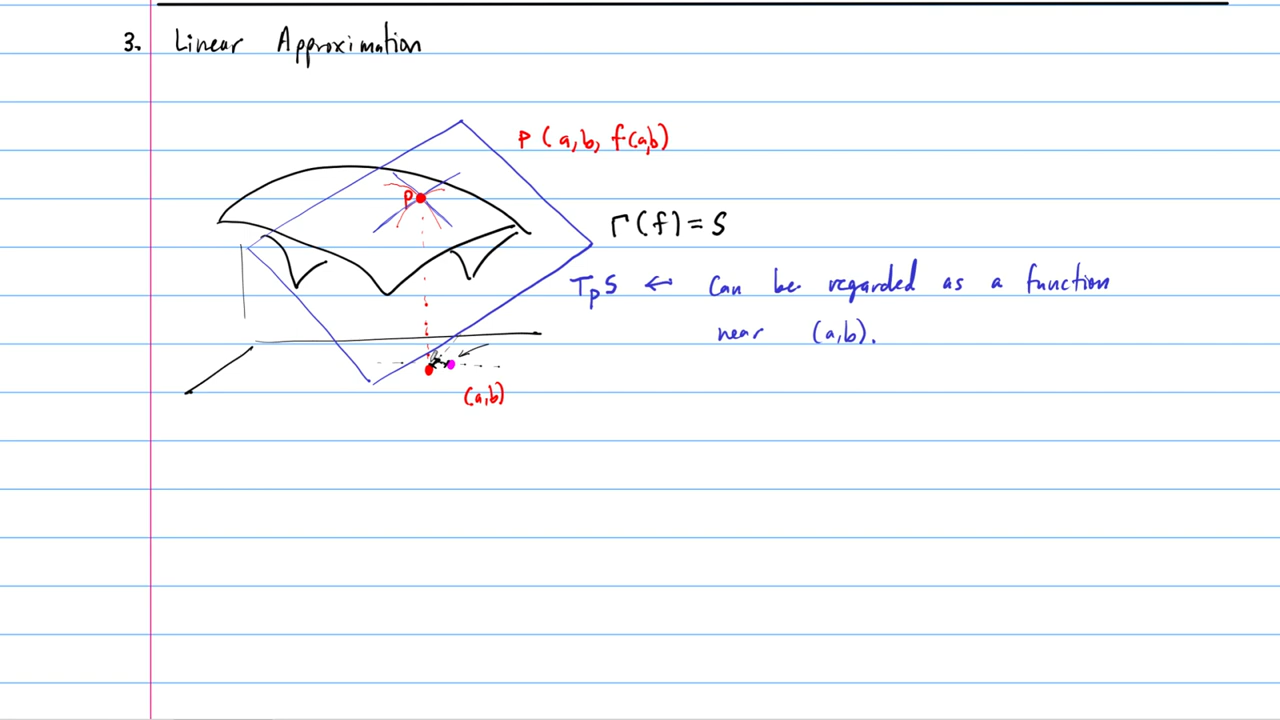 3. Linear Approximation
P (a,b, f(a,b))
P
Γ(f) = S
TpS ← Can be regarded as a function
near (a,b).
(a,b)